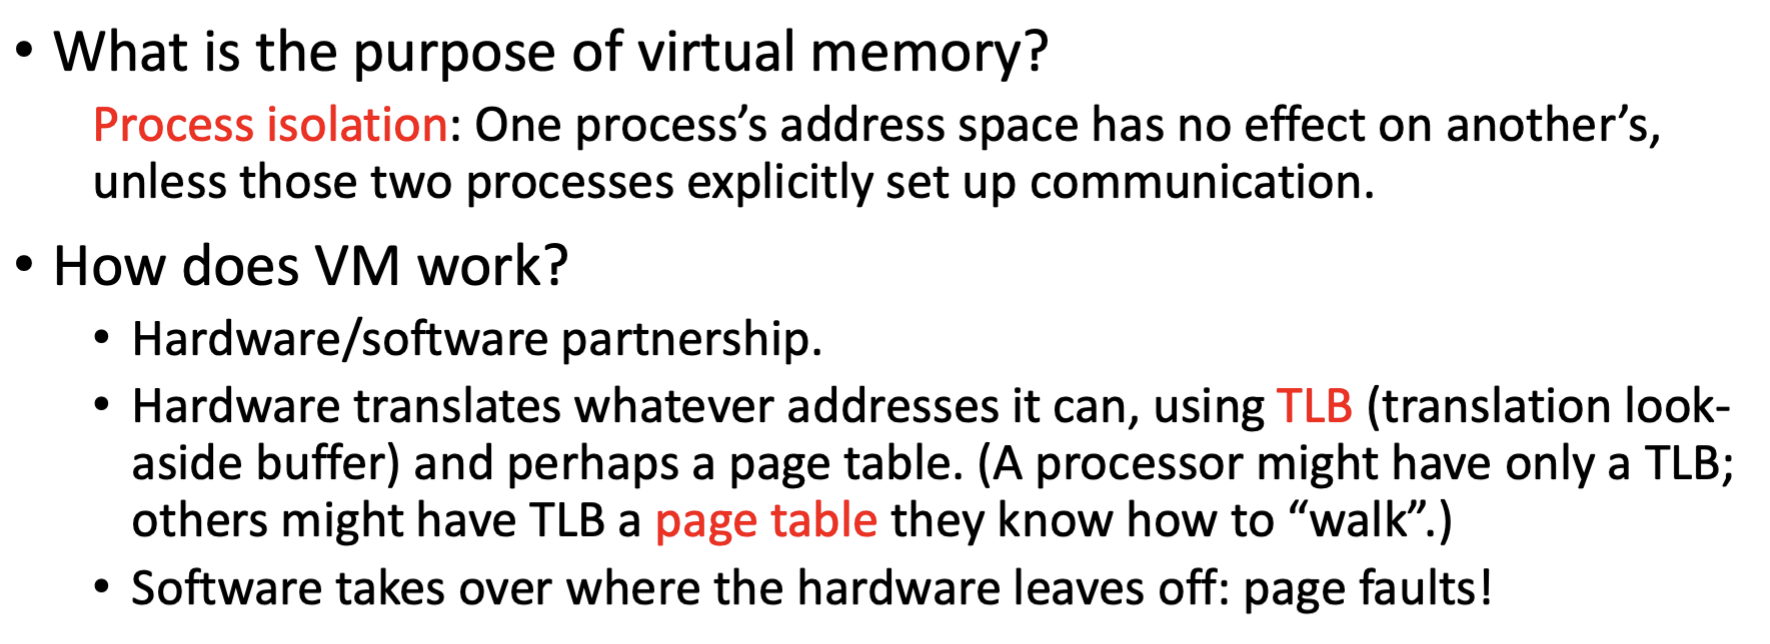 • What is the purpose of virtual memory?
Process isolation: One process’s address space has no effect on another’s,
unless those two processes explicitly set up communication.
• How does VM work?
• Hardware/software partnership.
• Hardware translates whatever addresses it can, using TLB (translation look-
aside buffer) and perhaps a page table. (A processor might have only a TLB;
others might have TLB a page table they know how to “walk”.)
• Software takes over where the hardware leaves off: page faults!